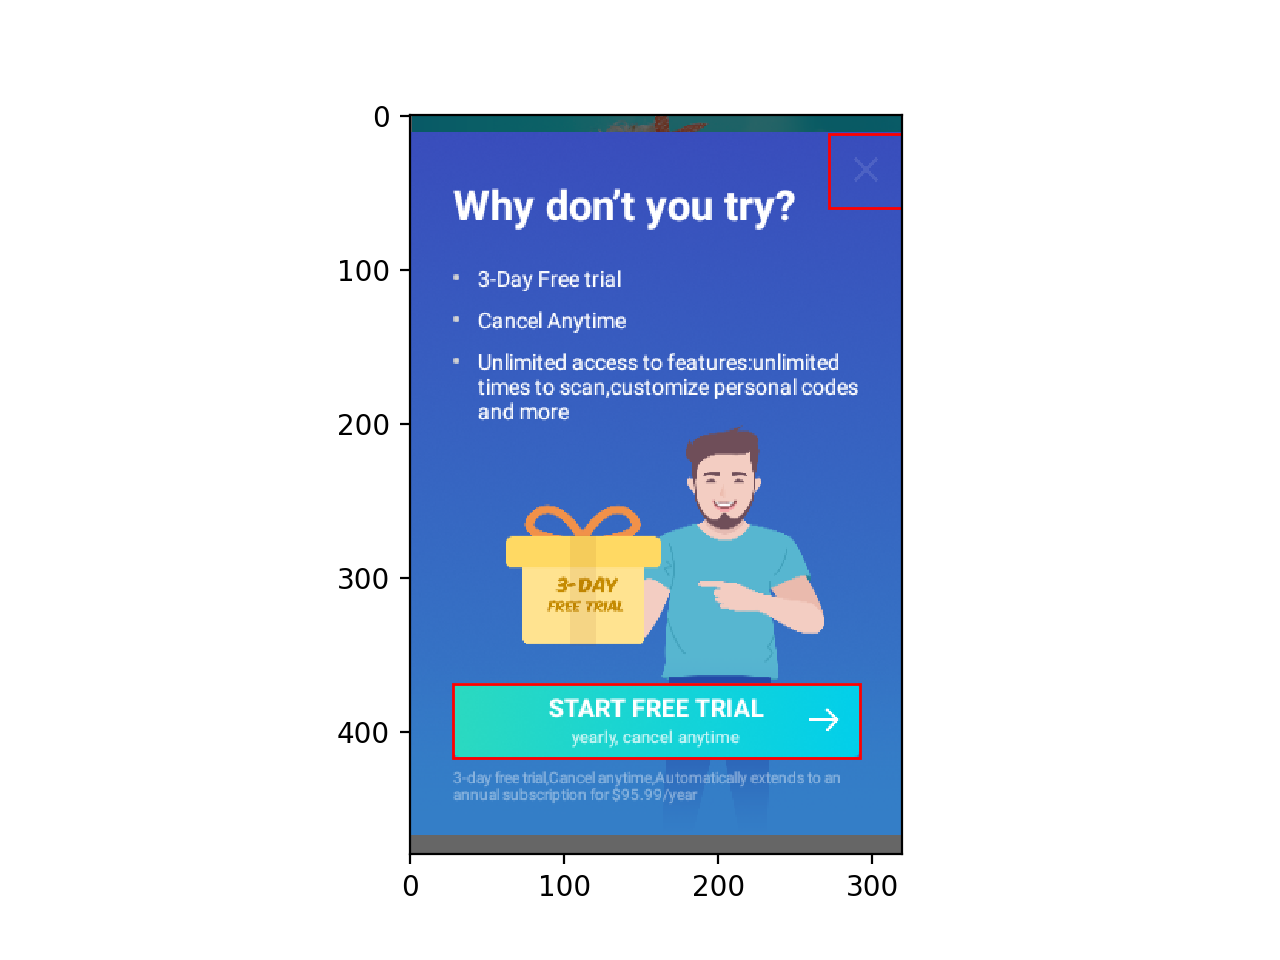 Why don't you try?
3-Day Free trial
Cancel Anytime
Unlimited access to features:unlimited
times to scan,customize personal codes
and more
3-DAY
FREE TRIAL
START FREE TRIAL
yearly, cancel anytime
3-day free trial,Cancel anytime,Automatically extends to an
annual subscription for $95.99/year
0
100
200
300
400
0
100
200
300